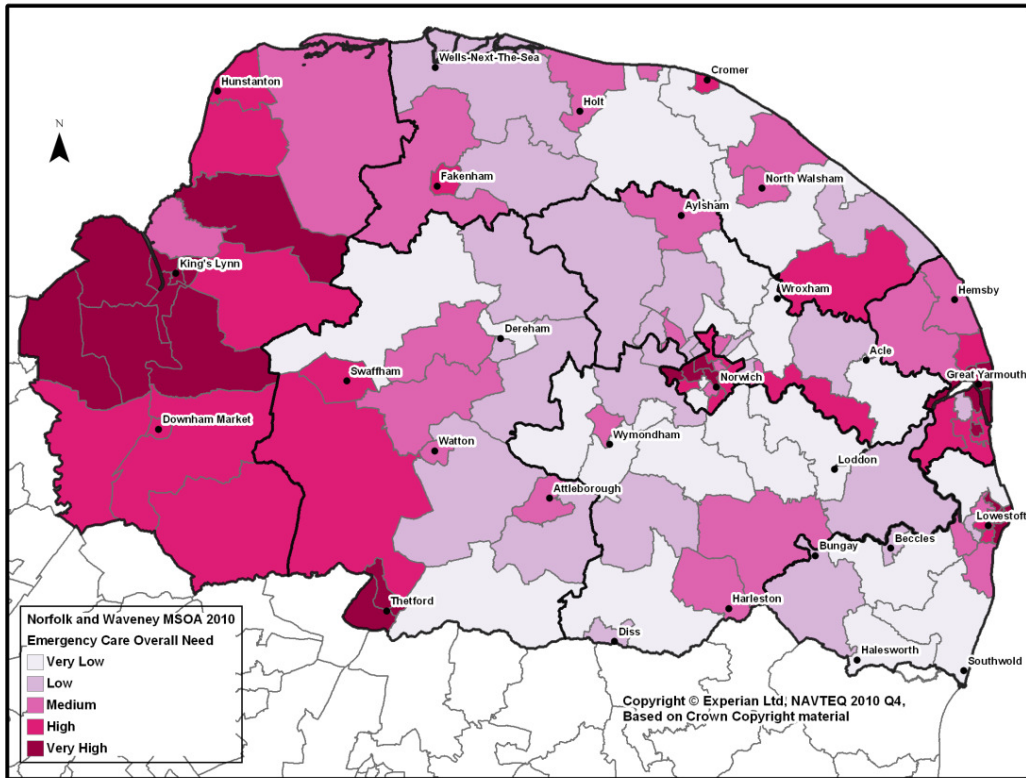 Wells-Next-The-Sea
Cromer
Hunstanton
Holt
N
Fakenham
North Walsham
Aylsham
King's Lynn
Wroxham
Hemsby
Dereham
Acle
Swaffham
Norwich
Great Yarmouth
Downham Market
Watton
Wymondham
Loddon
Attleborough
Lowestoft
Bungay
Beccles
Thetford
Harleston
Diss
Halesworth
Southwold
Norfolk and Waveney MSOA 2010
Emergency Care Overall Need
Very Low
Low
Medium
High
Very High
Copyright © Experian Ltd, NAVTEQ 2010 Q4,
Based on Crown Copyright material